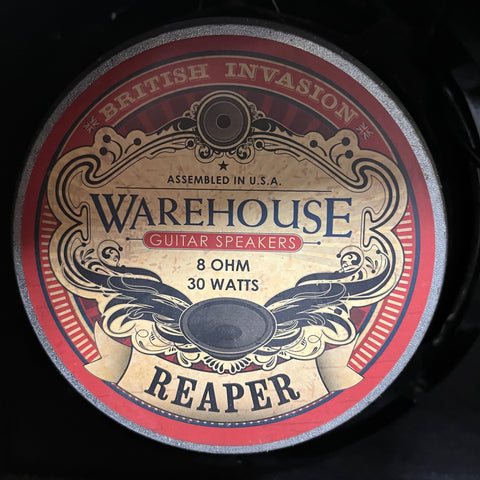 BRITISH INVASION
ASSEMBLED IN U.S.A.
WAREHOUSE
GUITAR SPEAKERS
8 OHM
30 WATTS
REAPER